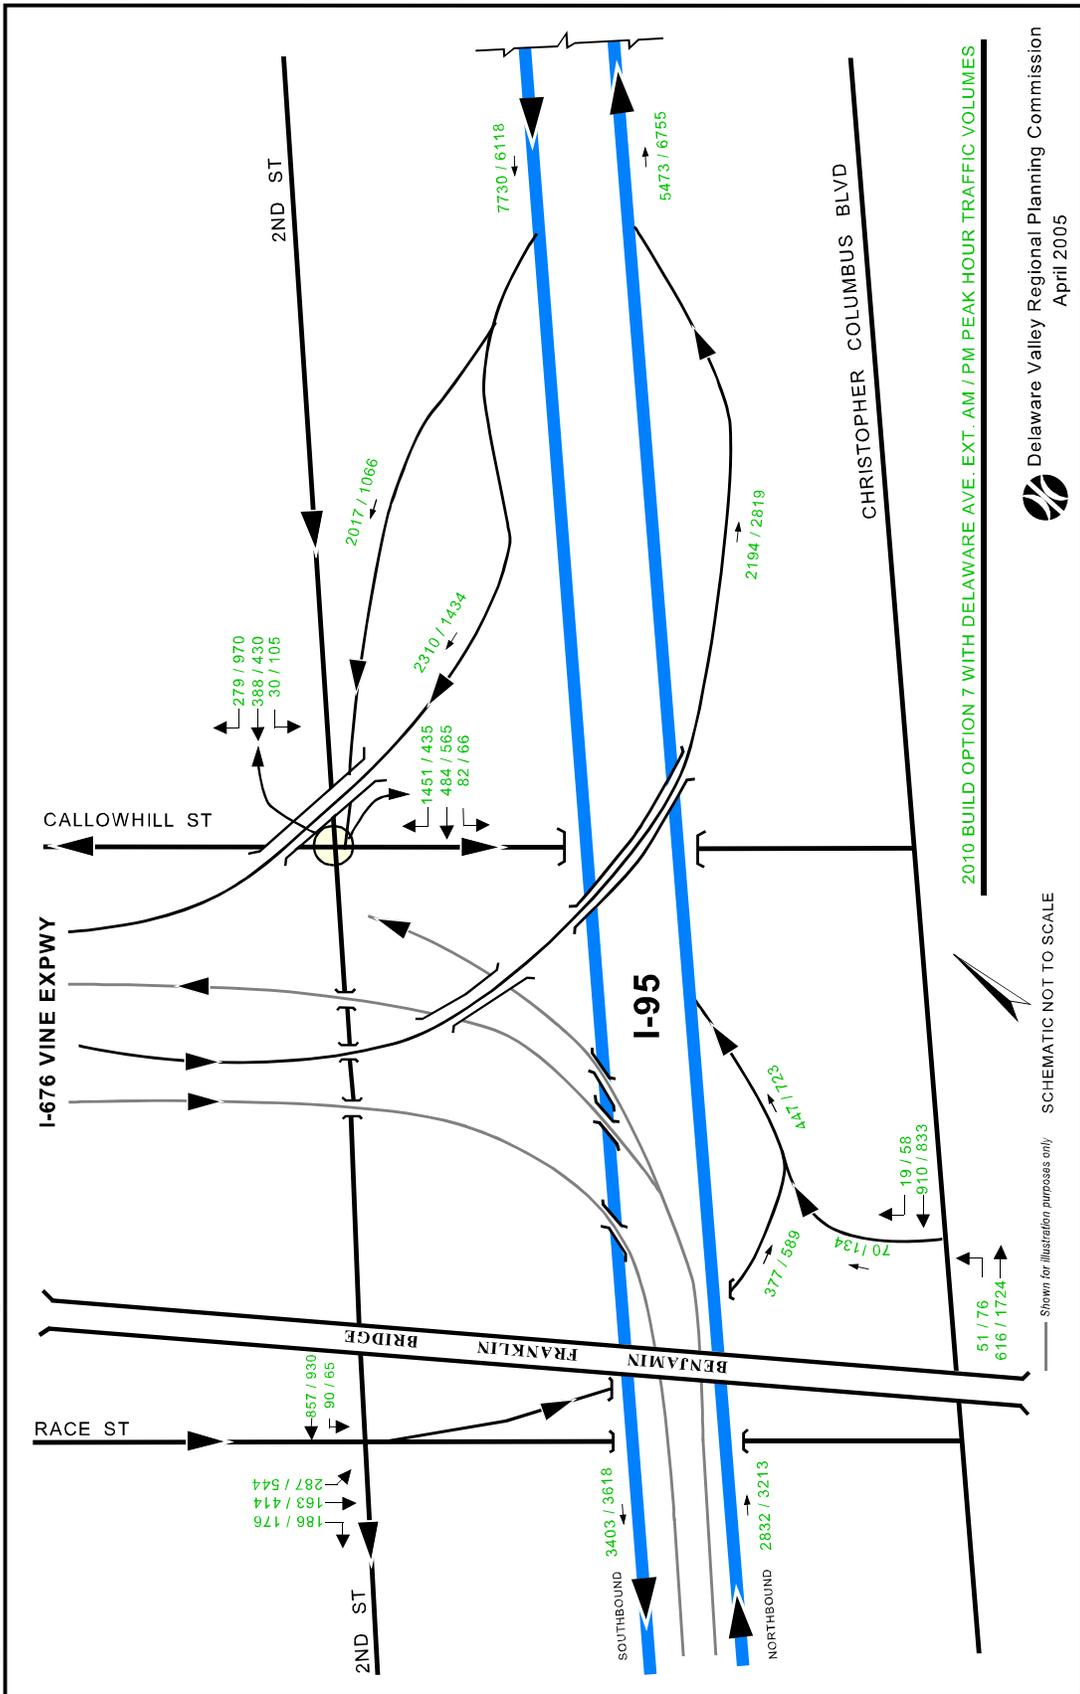 2ND ST
7730 / 6118
5473 / 6755
CHRISTOPHER COLUMBUS BLVD
2017 / 1066
2310 / 1434
2194 / 2819
279 / 970
388 / 430
30 / 105
1451 / 435
484 / 565
82 / 66
CALLOWHILL ST
I-676 VINE EXPWY
I-95
447 / 723
377 / 589
70 / 134
19 / 58
910 / 833
51 / 76
616 / 1724
BENJAMIN FRANKLIN BRIDGE
RACE ST
857 / 930
90 / 65
287 / 544
163 / 414
186 / 176
2ND ST
3403 / 3618
2832 / 3213
SOUTHBOUND
NORTHBOUND
2010 BUILD OPTION 7 WITH DELAWARE AVE. EXT. AM / PM PEAK HOUR TRAFFIC VOLUMES
SCHEMATIC NOT TO SCALE
Shown for illustration purposes only
Delaware Valley Regional Planning Commission
April 2005